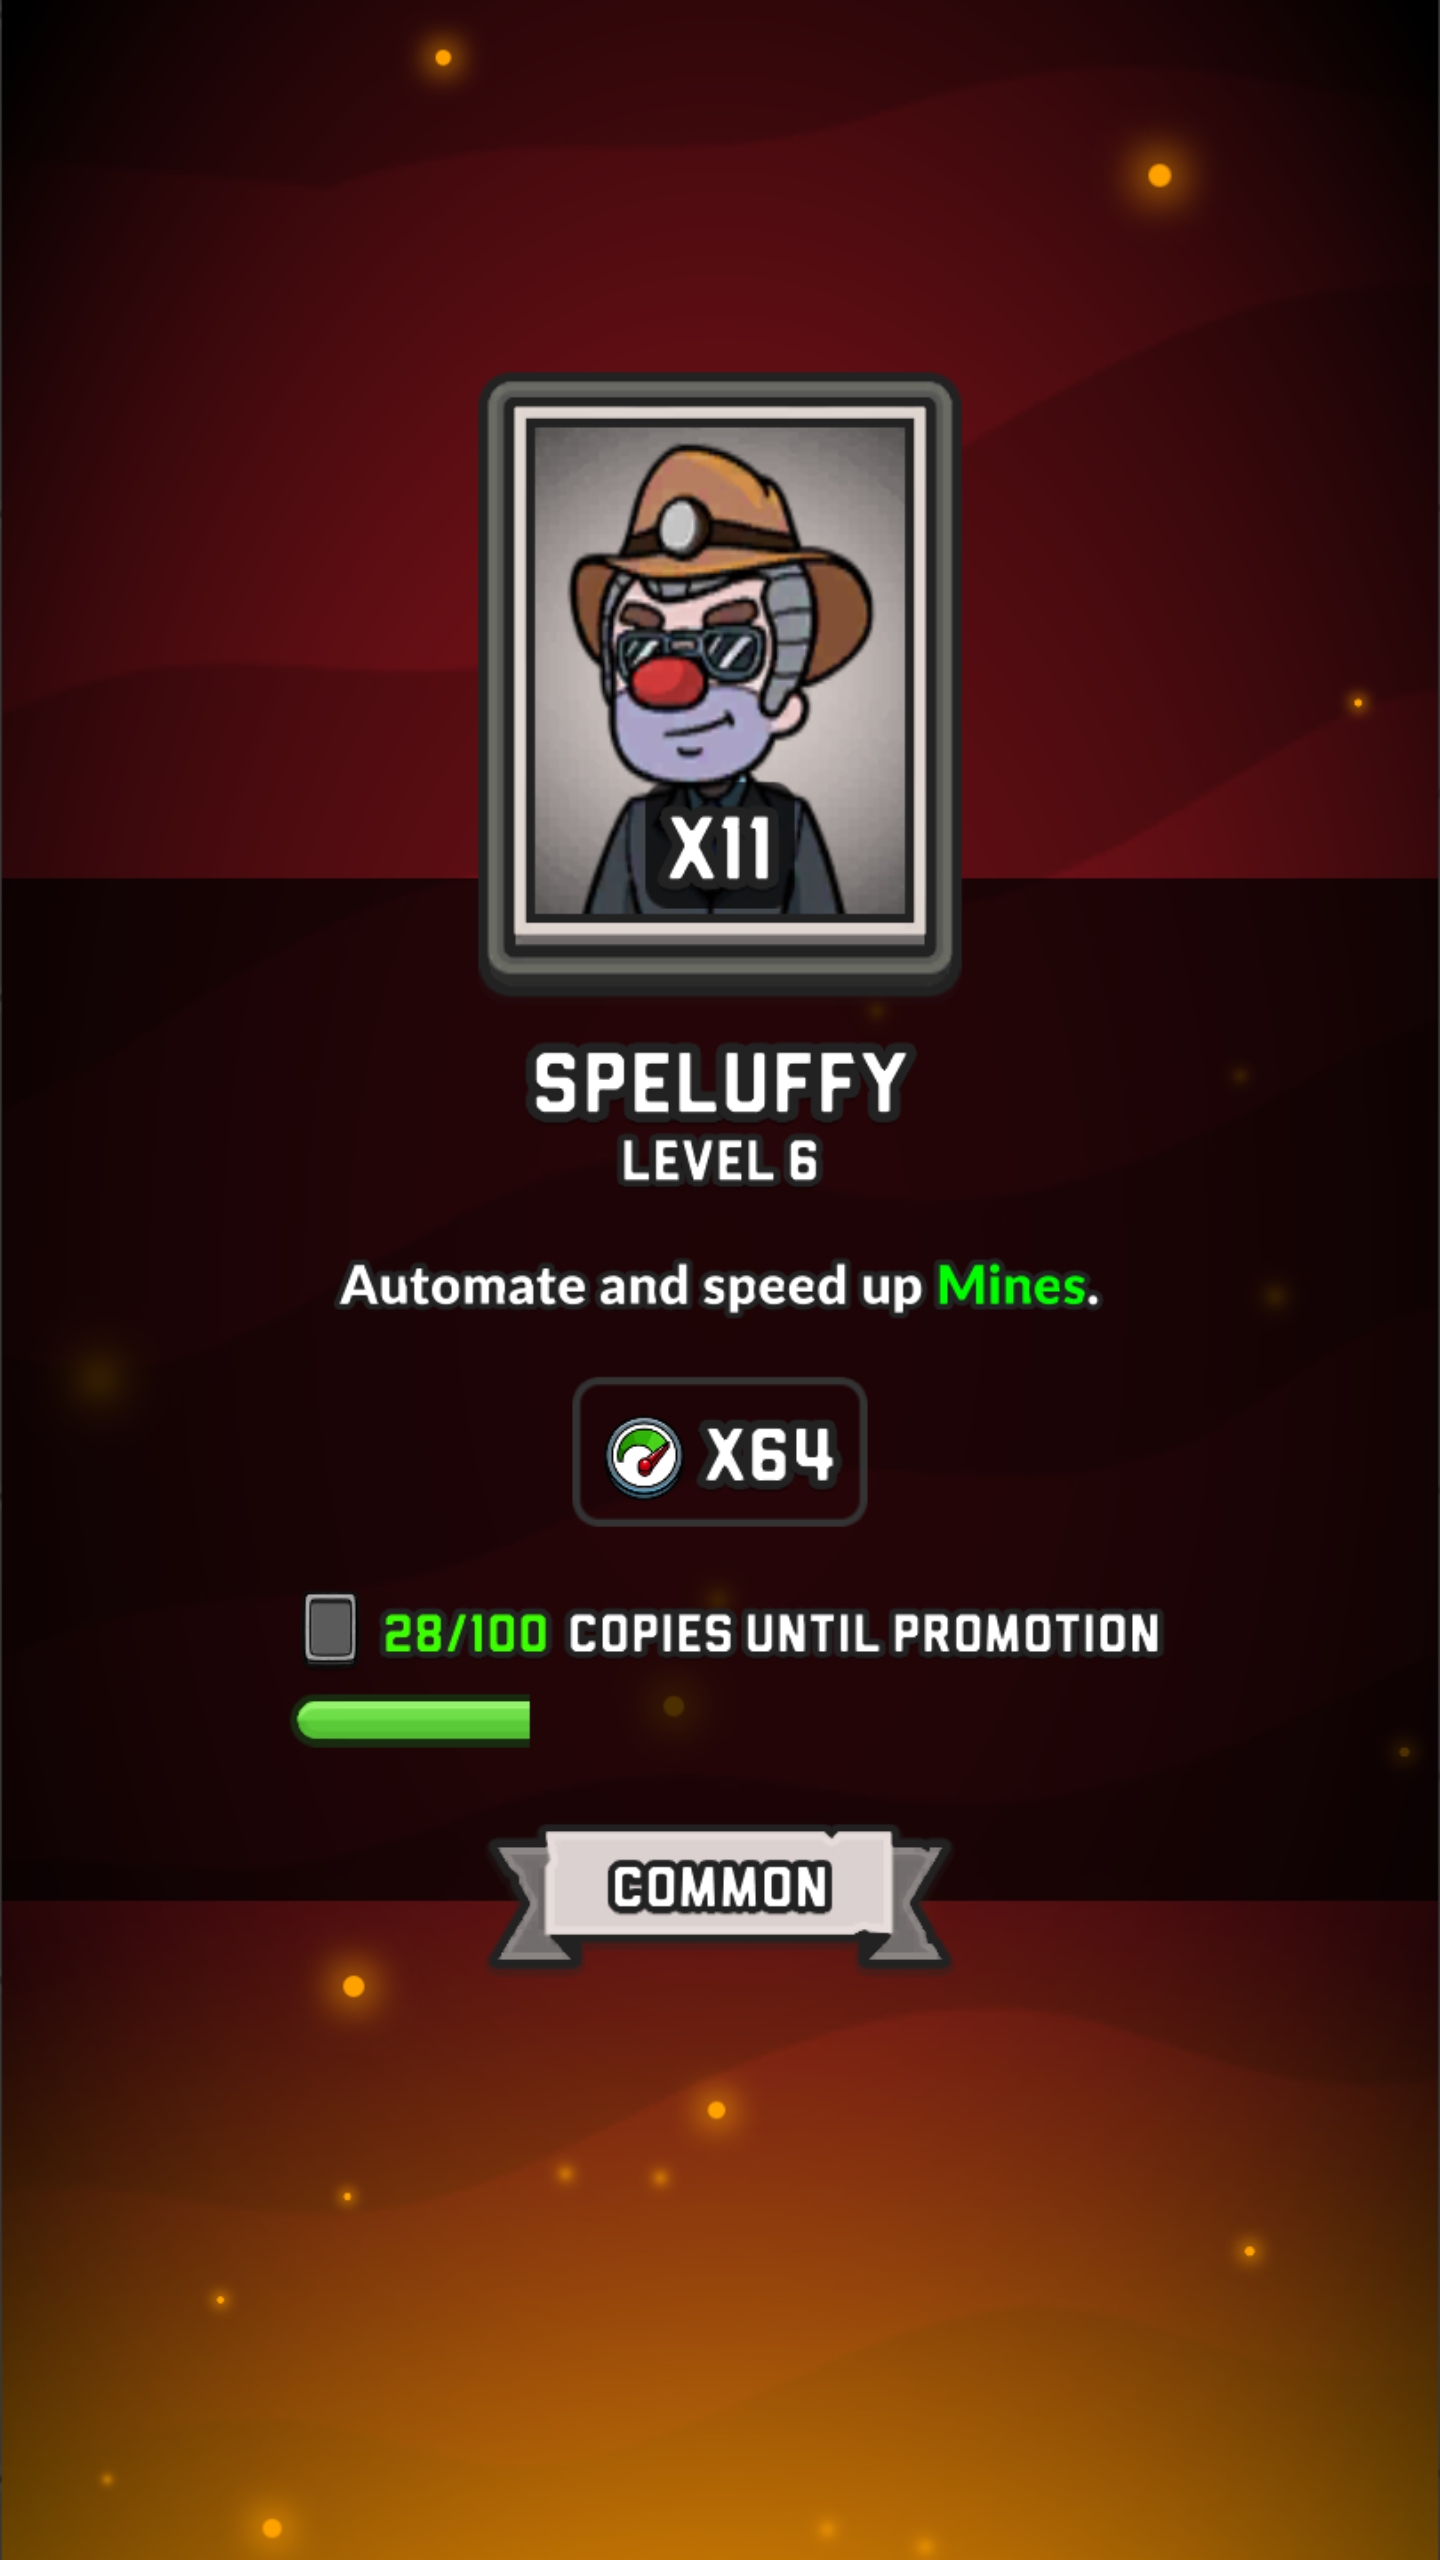 X11
SPELUFFY
LEVEL 6
Automate and speed up Mines.
X64
28/100 COPIES UNTIL PROMOTION
COMMON